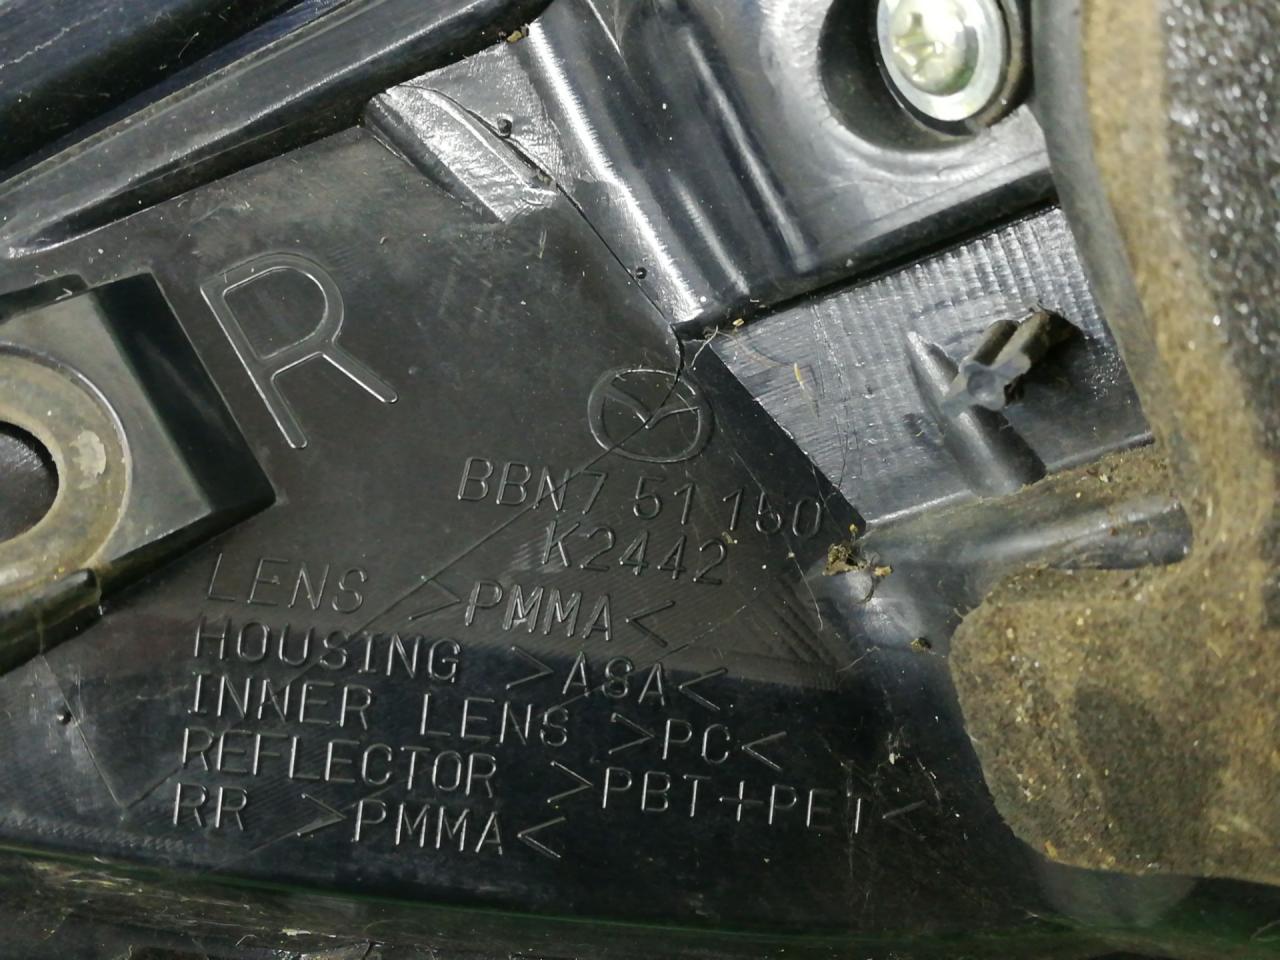 R
BBN7 51 150
K2442
LENS >PMMA<
HOUSING >ASA<
INNER LENS >PC<
REFLECTOR >PBT+PET<
RR >PMMA<